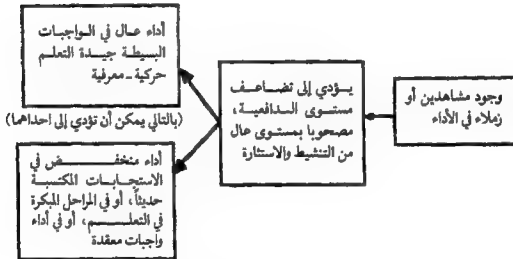 وجود مشاهدين أو
زملاء في الأداء
يؤدي إلى تضاعف
مستوى الدافعية،
مصحوبا بمستوى عال
من التنشيط والاستثارة
أداء عال في الواجبات
البسيطة جيدة التعلم
حركية ـ معرفية
(بالتالي يمكن أن تؤدي إلى احداهما)
أداء منخفض في
الاستجابات المكتسبة
حديثاً، أو في المراحل المبكرة
في التعلم، أو في أداء
واجبات معقدة